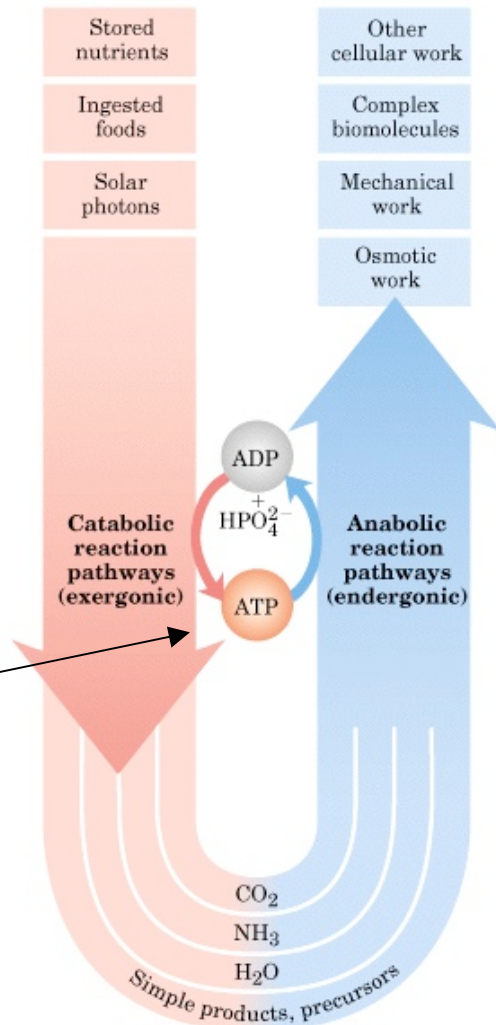 Stored
nutrients
Ingested
foods
Solar
photons
Other
cellular work
Complex
biomolecules
Mechanical
work
Osmotic
work
ADP
+
HPO₄²⁻
ATP
Catabolic
reaction
pathways
(exergonic)
Anabolic
reaction
pathways
(endergonic)
CO₂
NH₃
H₂O
Simple products, precursors